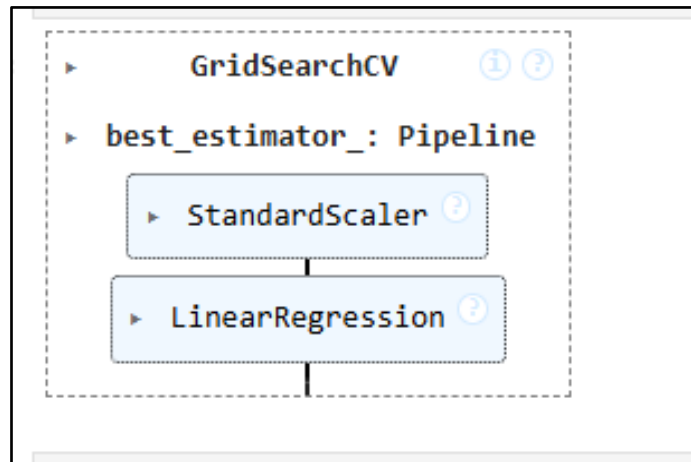 GridSearchCV i ?
best_estimator_: Pipeline
StandardScaler ?
LinearRegression ?